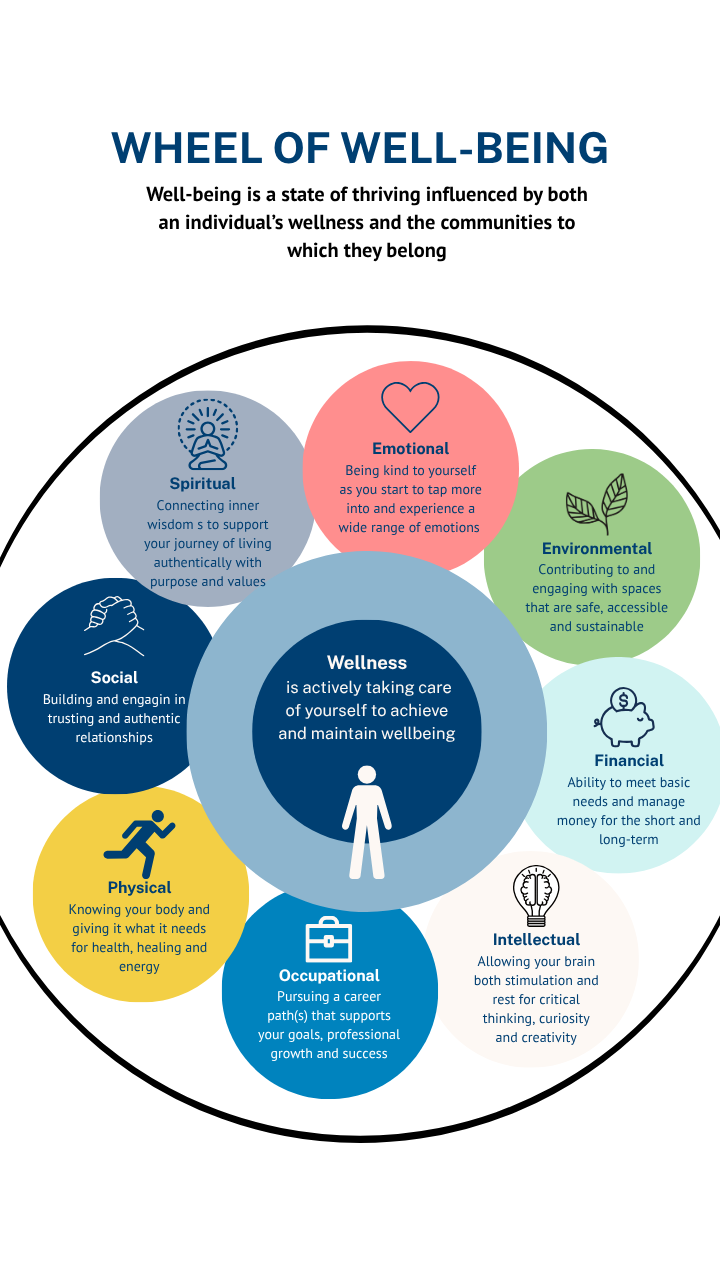 WHEEL OF WELL-BEING
Well-being is a state of thriving influenced by both
an individual's wellness and the communities to
which they belong
Emotional
Being kind to yourself
as you start to tap more
into and experience a
wide range of emotions
Spiritual
Connecting inner
wisdom s to support
your journey of living
authentically with
purpose and values
Environmental
Contributing to and
engaging with spaces
that are safe, accessible
and sustainable
Social
Building and engagin in
trusting and authentic
relationships
Wellness
is actively taking care
of yourself to achieve
and maintain wellbeing
$
Financial
Ability to meet basic
needs and manage
money for the short and
long-term
Physical
Knowing your body and
giving it what it needs
for health, healing and
energy
Occupational
Pursuing a career
path(s) that supports
your goals, professional
growth and success
Intellectual
Allowing your brain
both stimulation and
rest for critical
thinking, curiosity
and creativity